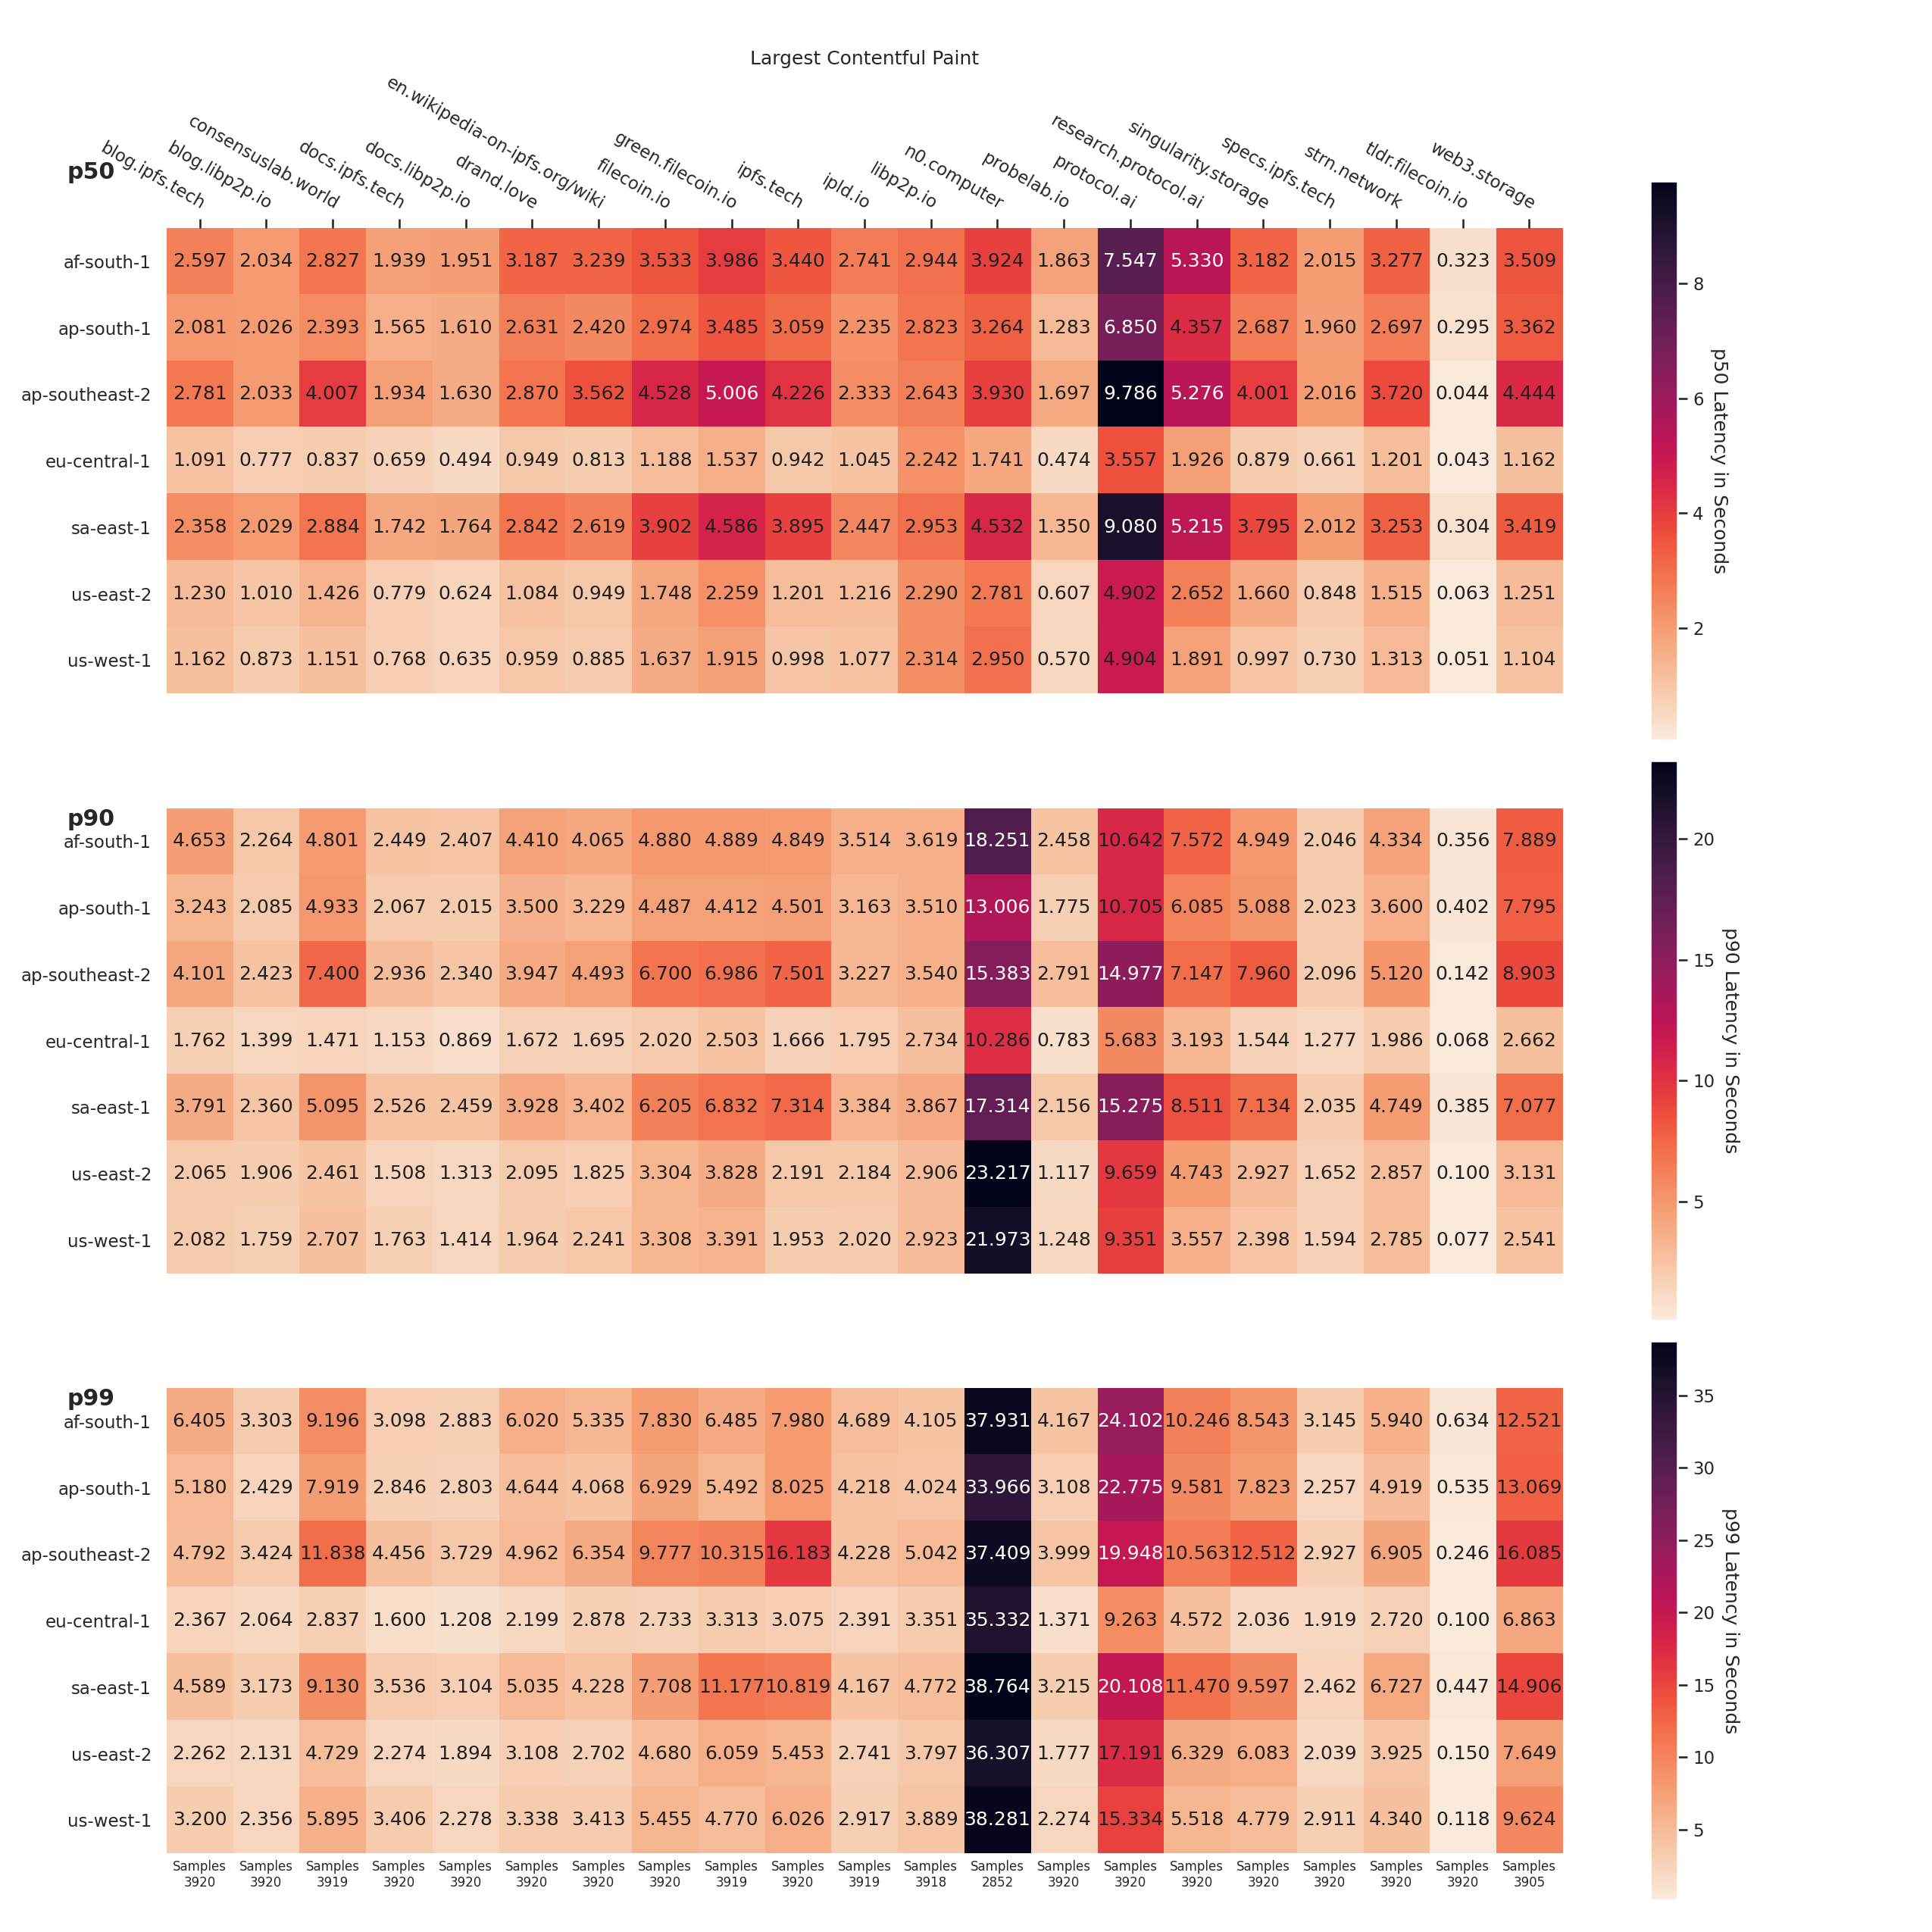 Largest Contentful Paint
p50
blog.ipfs.tech
blog.libp2p.io
consensuslab.world
docs.ipfs.tech
docs.libp2p.io
drand.love
en.wikipedia-on-ipfs.org/wiki
filecoin.io
green.filecoin.io
ipfs.tech
ipld.io
libp2p.io
n0.computer
probelab.io
protocol.ai
research.protocol.ai
singularity.storage
specs.ipfs.tech
strn.network
tldr.filecoin.io
web3.storage
af-south-1 2.597 2.034 2.827 1.939 1.951 3.187 3.239 3.533 3.986 3.440 2.741 2.944 3.924 1.863 7.547 5.330 3.182 2.015 3.277 0.323 3.509
ap-south-1 2.081 2.026 2.393 1.565 1.610 2.631 2.420 2.974 3.485 3.059 2.235 2.823 3.264 1.283 6.850 4.357 2.687 1.960 2.697 0.295 3.362
ap-southeast-2 2.781 2.033 4.007 1.934 1.630 2.870 3.562 4.528 5.006 4.226 2.333 2.643 3.930 1.697 9.786 5.276 4.001 2.016 3.720 0.044 4.444
eu-central-1 1.091 0.777 0.837 0.659 0.494 0.949 0.813 1.188 1.537 0.942 1.045 2.242 1.741 0.474 3.557 1.926 0.879 0.661 1.201 0.043 1.162
sa-east-1 2.358 2.029 2.884 1.742 1.764 2.842 2.619 3.902 4.586 3.895 2.447 2.953 4.532 1.350 9.080 5.215 3.795 2.012 3.253 0.304 3.419
us-east-2 1.230 1.010 1.426 0.779 0.624 1.084 0.949 1.748 2.259 1.201 1.216 2.290 2.781 0.607 4.902 2.652 1.660 0.848 1.515 0.063 1.251
us-west-1 1.162 0.873 1.151 0.768 0.635 0.959 0.885 1.637 1.915 0.998 1.077 2.314 2.950 0.570 4.904 1.891 0.997 0.730 1.313 0.051 1.104
8
6
4
2
p50 Latency in Seconds
p90
af-south-1 4.653 2.264 4.801 2.449 2.407 4.410 4.065 4.880 4.889 4.849 3.514 3.619 18.251 2.458 10.642 7.572 4.949 2.046 4.334 0.356 7.889
ap-south-1 3.243 2.085 4.933 2.067 2.015 3.500 3.229 4.487 4.412 4.501 3.163 3.510 13.006 1.775 10.705 6.085 5.088 2.023 3.600 0.402 7.795
ap-southeast-2 4.101 2.423 7.400 2.936 2.340 3.947 4.493 6.700 6.986 7.501 3.227 3.540 15.383 2.791 14.977 7.147 7.960 2.096 5.120 0.142 8.903
eu-central-1 1.762 1.399 1.471 1.153 0.869 1.672 1.695 2.020 2.503 1.666 1.795 2.734 10.286 0.783 5.683 3.193 1.544 1.277 1.986 0.068 2.662
sa-east-1 3.791 2.360 5.095 2.526 2.459 3.928 3.402 6.205 6.832 7.314 3.384 3.867 17.314 2.156 15.275 8.511 7.134 2.035 4.749 0.385 7.077
us-east-2 2.065 1.906 2.461 1.508 1.313 2.095 1.825 3.304 3.828 2.191 2.184 2.906 23.217 1.117 9.659 4.743 2.927 1.652 2.857 0.100 3.131
us-west-1 2.082 1.759 2.707 1.763 1.414 1.964 2.241 3.308 3.391 1.953 2.020 2.923 21.973 1.248 9.351 3.557 2.398 1.594 2.785 0.077 2.541
20
15
10
5
p90 Latency in Seconds
p99
af-south-1 6.405 3.303 9.196 3.098 2.883 6.020 5.335 7.830 6.485 7.980 4.689 4.105 37.931 4.167 24.102 10.246 8.543 3.145 5.940 0.634 12.521
ap-south-1 5.180 2.429 7.919 2.846 2.803 4.644 4.068 6.929 5.492 8.025 4.218 4.024 33.966 3.108 22.775 9.581 7.823 2.257 4.919 0.535 13.069
ap-southeast-2 4.792 3.424 11.838 4.456 3.729 4.962 6.354 9.777 10.315 16.183 4.228 5.042 37.409 3.999 19.948 10.563 12.512 2.927 6.905 0.246 16.085
eu-central-1 2.367 2.064 2.837 1.600 1.208 2.199 2.878 2.733 3.313 3.075 2.391 3.351 35.332 1.371 9.263 4.572 2.036 1.919 2.720 0.100 6.863
sa-east-1 4.589 3.173 9.130 3.536 3.104 5.035 4.228 7.708 11.177 10.819 4.167 4.772 38.764 3.215 20.108 11.470 9.597 2.462 6.727 0.447 14.906
us-east-2 2.262 2.131 4.729 2.274 1.894 3.108 2.702 4.680 6.059 5.453 2.741 3.797 36.307 1.777 17.191 6.329 6.083 2.039 3.925 0.150 7.649
us-west-1 3.200 2.356 5.895 3.406 2.278 3.338 3.413 5.455 4.770 6.026 2.917 3.889 38.281 2.274 15.334 5.518 4.779 2.911 4.340 0.118 9.624
Samples Samples Samples Samples Samples Samples Samples Samples Samples Samples Samples Samples Samples Samples Samples Samples Samples Samples Samples Samples Samples
3920 3920 3919 3920 3920 3920 3920 3920 3919 3920 3919 3918 2852 3920 3920 3920 3920 3920 3920 3920 3905
35
30
25
20
15
10
5
p99 Latency in Seconds